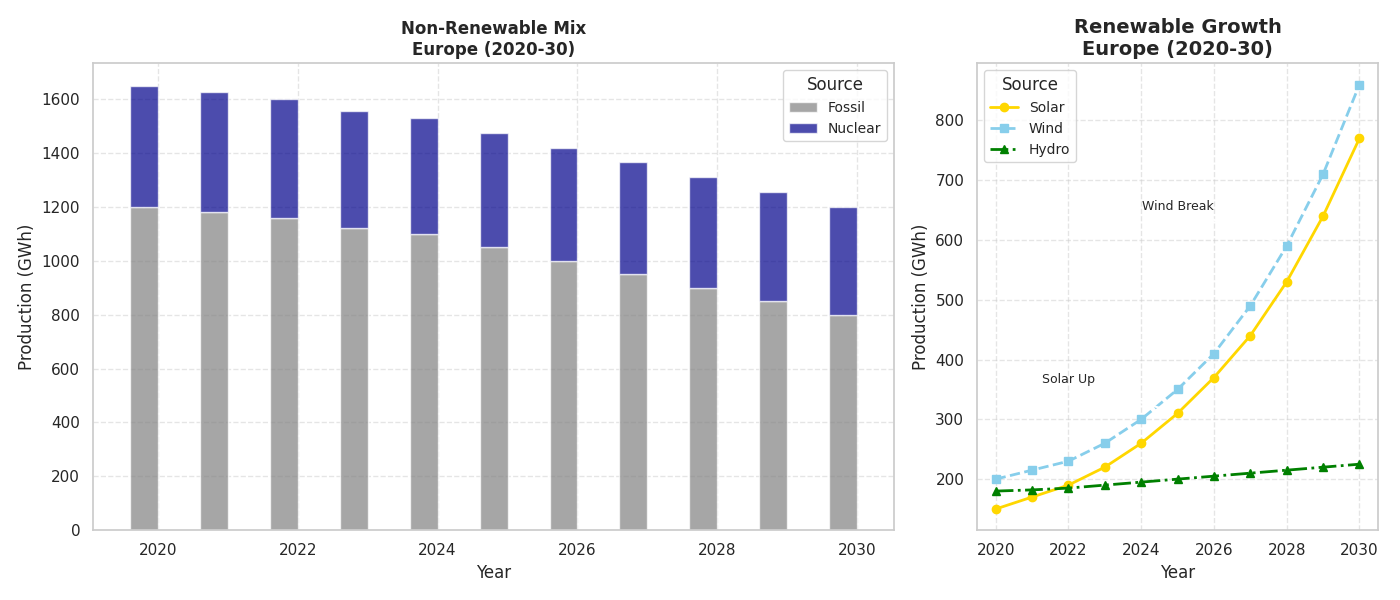 Non-Renewable Mix
Europe (2020-30)
Production (GWh)
1600
1400
1200
1000
800
600
400
200
0
2020
2022
2024
2026
2028
2030
Year
Source
Fossil
Nuclear
Renewable Growth
Europe (2020-30)
Production (GWh)
800
700
600
500
400
300
200
2020
2022
2024
2026
2028
2030
Year
Source
Solar
Wind
Hydro
Wind Break
Solar Up